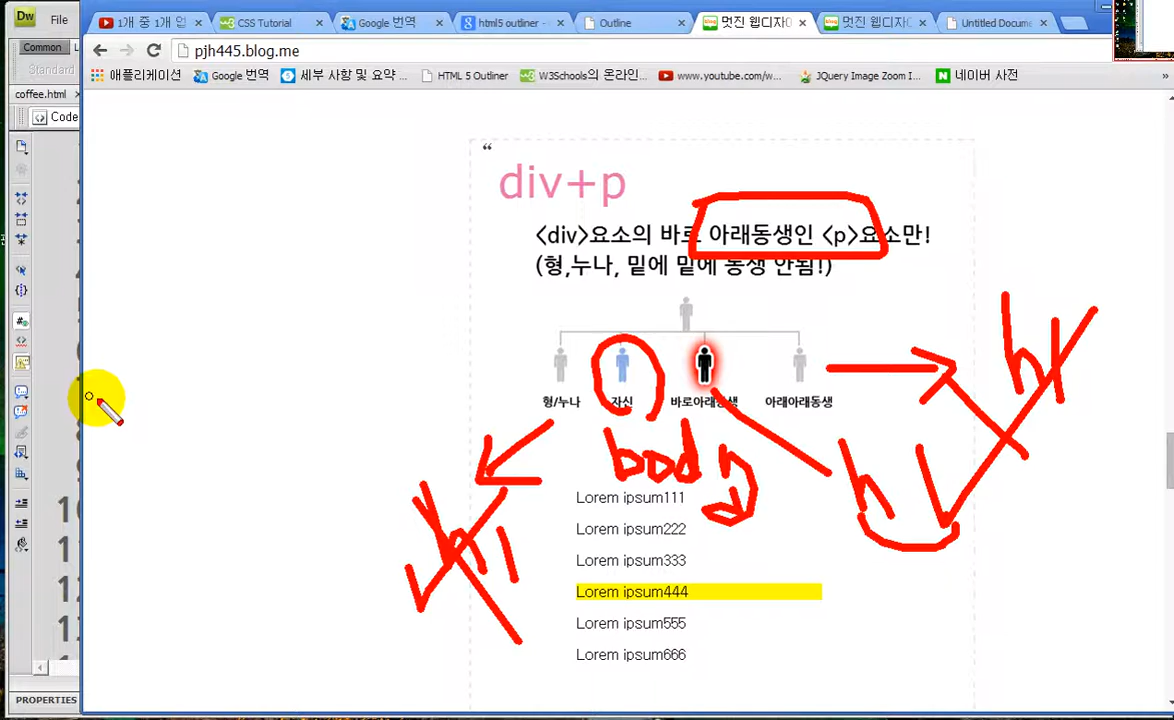 Dw File
Common
Standard
coffee.html ×
Code
PROPERTIES
1개 중 1개 언 ×
CSS Tutorial ×
Google 번역 ×
html5 outliner - ×
Outline ×
멋진 웹디자이 ×
멋진 웹디자 ×
Untitled Docume ×
pjh445.blog.me
애플리케이션 Google 번역 세부 사항 및 요약 ... HTML 5 Outliner W3Schools의 온라인... www.youtube.com/w... JQuery Image Zoom I... 네이버 사전 »
“
div+p
<div>요소의 바로 아래동생인 <p>요소만!
(형,누나, 밑에 밑에 동생 안됨!)
형/누나 자신 바로아래동생 아래아래동생
body
h1
Lorem ipsum111
Lorem ipsum222
Lorem ipsum333
Lorem ipsum444
Lorem ipsum555
Lorem ipsum666